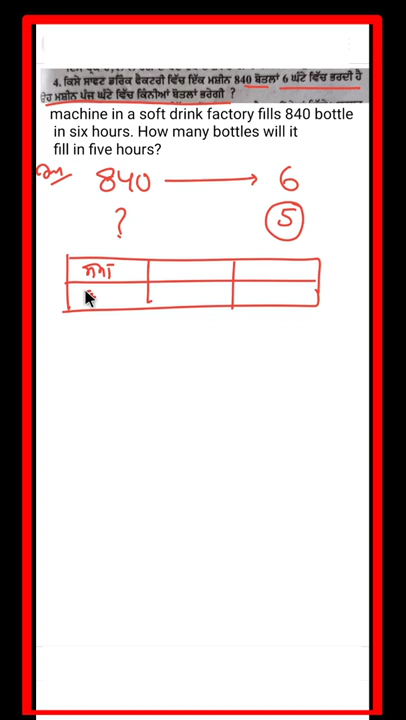 4. ਕਿਸੇ ਸਾਫਟ ਡਰਿੰਕ ਫੈਕਟਰੀ ਵਿੱਚ ਇੱਕ ਮਸ਼ੀਨ 840 ਬੋਤਲਾਂ 6 ਘੰਟੇ ਵਿੱਚ ਭਰਦੀ ਹੈ
ਉਹ ਮਸ਼ੀਨ ਪੰਜ ਘੰਟੇ ਵਿੱਚ ਕਿੰਨੀਆਂ ਬੋਤਲਾਂ ਭਰੇਗੀ ?
machine in a soft drink factory fills 840 bottle
in six hours. How many bottles will it
fill in five hours?
840 → 6
? 5
ਸਮਾਂ